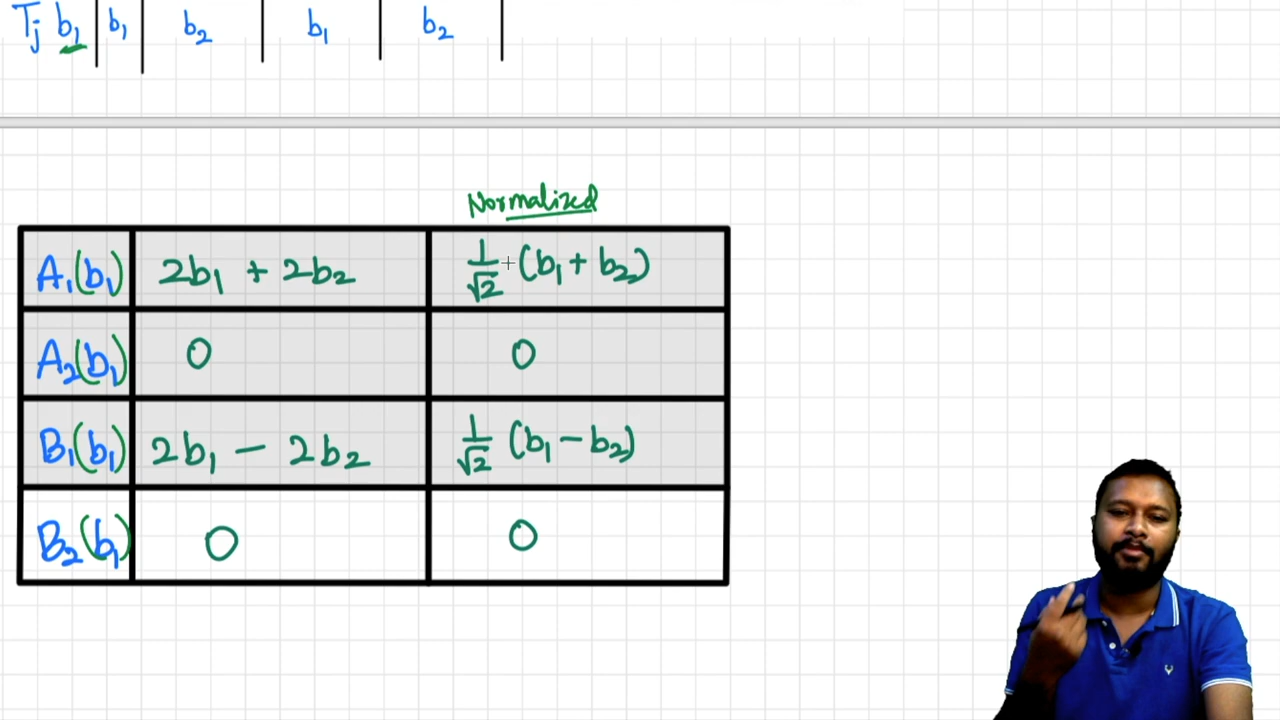 Tj b1 | b1 | b2 | b1 | b2
Normalized
A1(b1) | 2b1 + 2b2 | 1/√2 (b1 + b2)
A2(b1) | 0 | 0
B1(b1) | 2b1 − 2b2 | 1/√2 (b1 − b2)
B2(b1) | 0 | 0